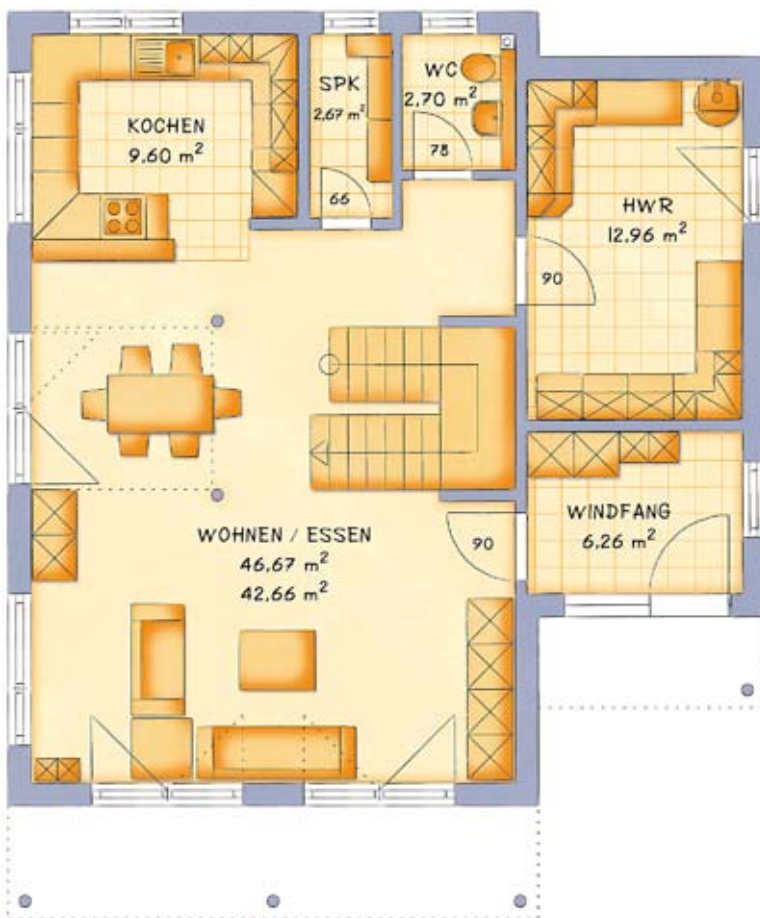 KOCHEN
9.60 m²
SPK
2.67 m²
66
WC
2.70 m²
78
HWR
12.96 m²
90
WOHNEN / ESSEN
46.67 m²
42.66 m²
90
WINDFANG
6.26 m²